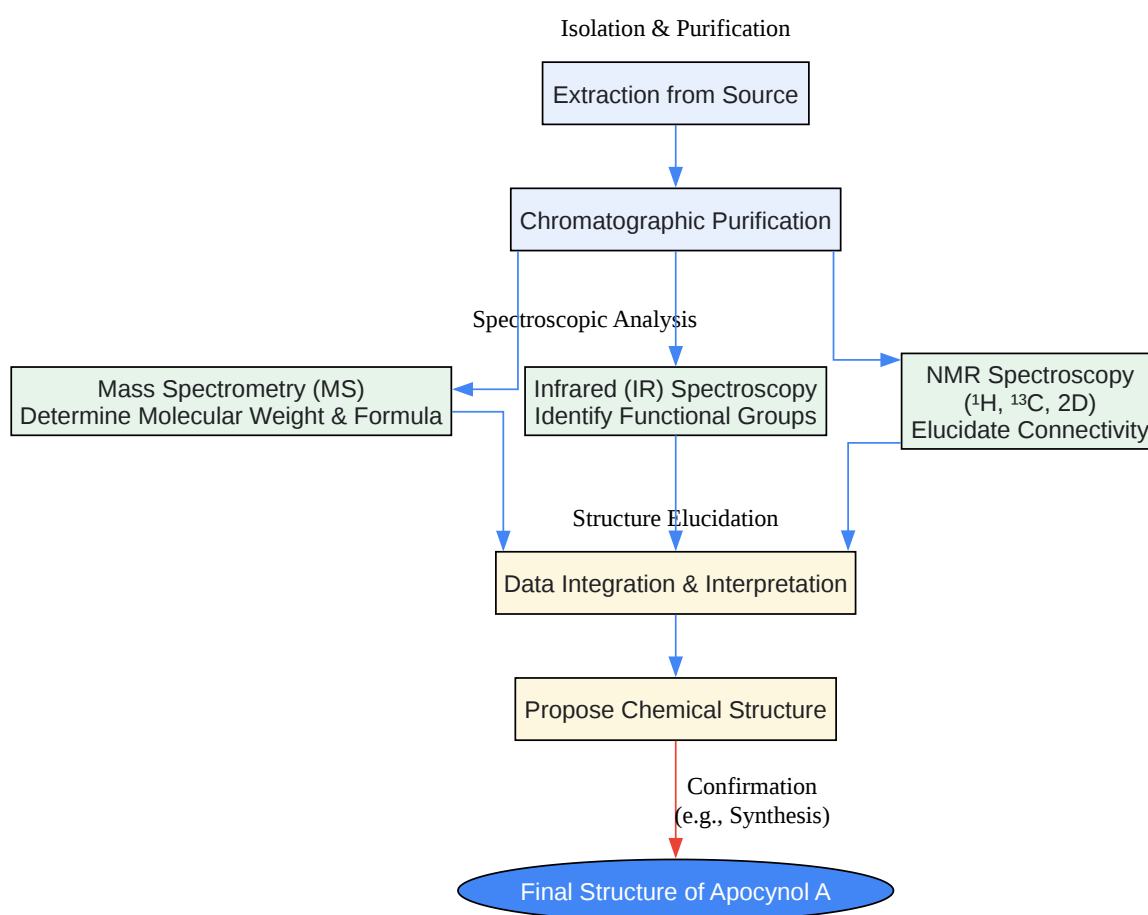 Isolation & Purification
Extraction from Source
Chromatographic Purification
Spectroscopic Analysis
Mass Spectrometry (MS)
Determine Molecular Weight & Formula
Infrared (IR) Spectroscopy
Identify Functional Groups
NMR Spectroscopy
(¹H, ¹³C, 2D)
Elucidate Connectivity
Structure Elucidation
Data Integration & Interpretation
Propose Chemical Structure
Confirmation
(e.g., Synthesis)
Final Structure of Apocynol A